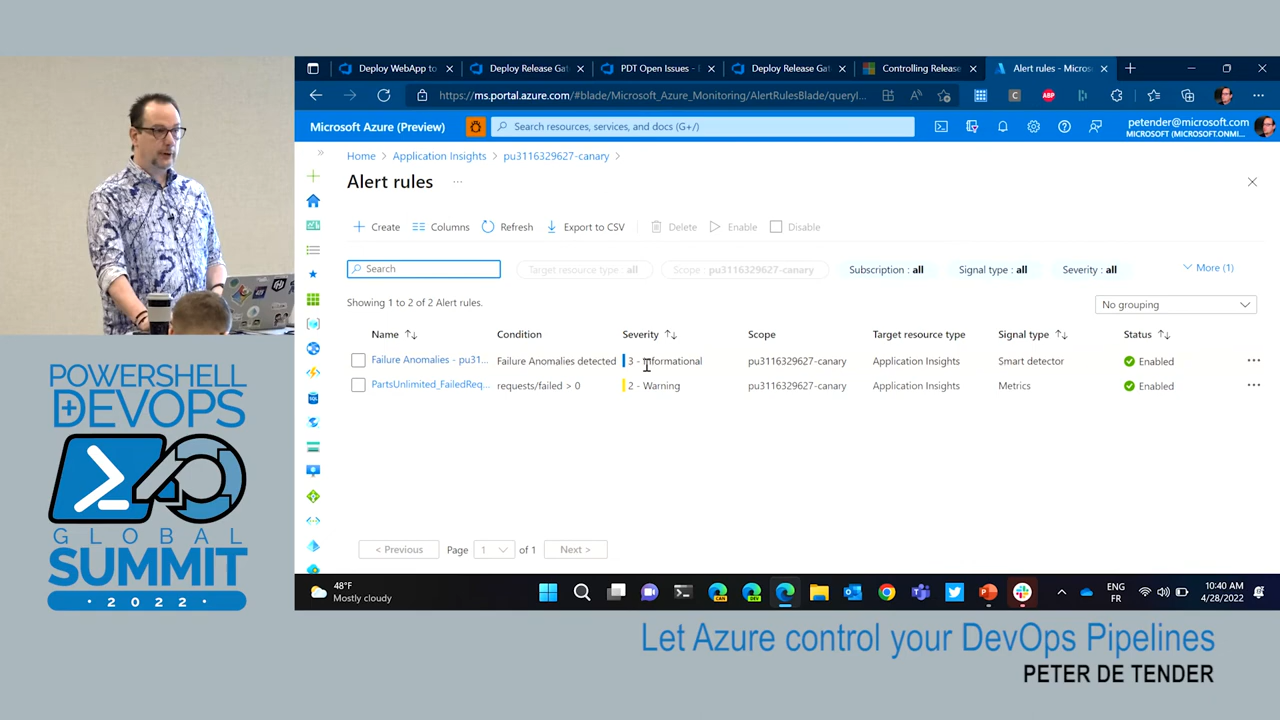 Deploy WebApp to
Deploy Release Ga
PDT Open Issues -
Deploy Release Ga
Controlling Release
Alert rules - Micros
https://ms.portal.azure.com/#blade/Microsoft_Azure_Monitoring/AlertRulesBlade/queryI...
Microsoft Azure (Preview)
Search resources, services, and docs (G+/)
petender@microsoft.com
MICROSOFT (MICROSOFT.ONMI...
Home > Application Insights > pu3116329627-canary >
Alert rules ...
Create
Columns
Refresh
Export to CSV
Delete
Enable
Disable
Search
Target resource type : all
Scope : pu3116329627-canary
Subscription : all
Signal type : all
Severity : all
More (1)
Showing 1 to 2 of 2 Alert rules.
No grouping
Name Condition Severity Scope Target resource type Signal type Status
Failure Anomalies - pu31... Failure Anomalies detected 3 - Informational pu3116329627-canary Application Insights Smart detector Enabled
PartsUnlimited_FailedReq... requests/failed > 0 2 - Warning pu3116329627-canary Application Insights Metrics Enabled
< Previous Page 1 of 1 Next >
48°F
Mostly cloudy
ENG
FR
10:40 AM
4/28/2022
POWERSHELL
+DEVOPS
GLOBAL
SUMMIT
· 2 0 2 2 ·
Let Azure control your DevOps Pipelines
PETER DE TENDER